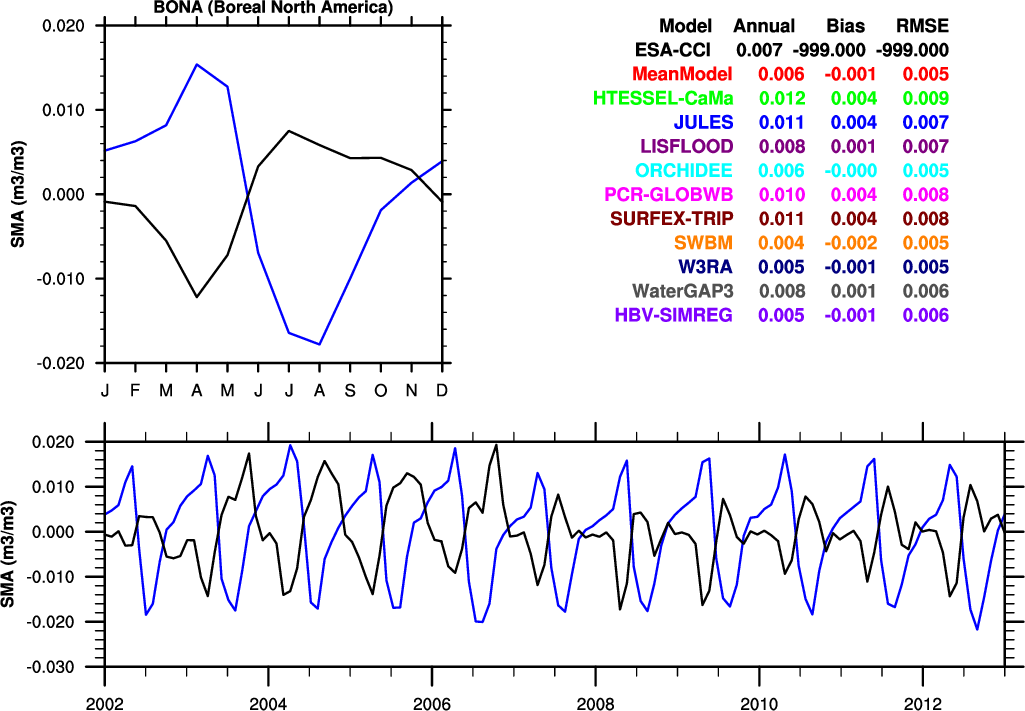 BONA (Boreal North America)
0.020
0.010
0.000
-0.010
-0.020
SMA (m3/m3)
J F M A M J J A S O N D
Model Annual Bias RMSE
ESA-CCI 0.007 -999.000 -999.000
MeanModel 0.006 -0.001 0.005
HTESSEL-CaMa 0.012 0.004 0.009
JULES 0.011 0.004 0.007
LISFLOOD 0.008 0.001 0.007
ORCHIDEE 0.006 -0.000 0.005
PCR-GLOBWB 0.010 0.004 0.008
SURFEX-TRIP 0.011 0.004 0.008
SWBM 0.004 -0.002 0.005
W3RA 0.005 -0.001 0.005
WaterGAP3 0.008 0.001 0.006
HBV-SIMREG 0.005 -0.001 0.006
0.020
0.010
0.000
-0.010
-0.020
-0.030
SMA (m3/m3)
2002 2004 2006 2008 2010 2012